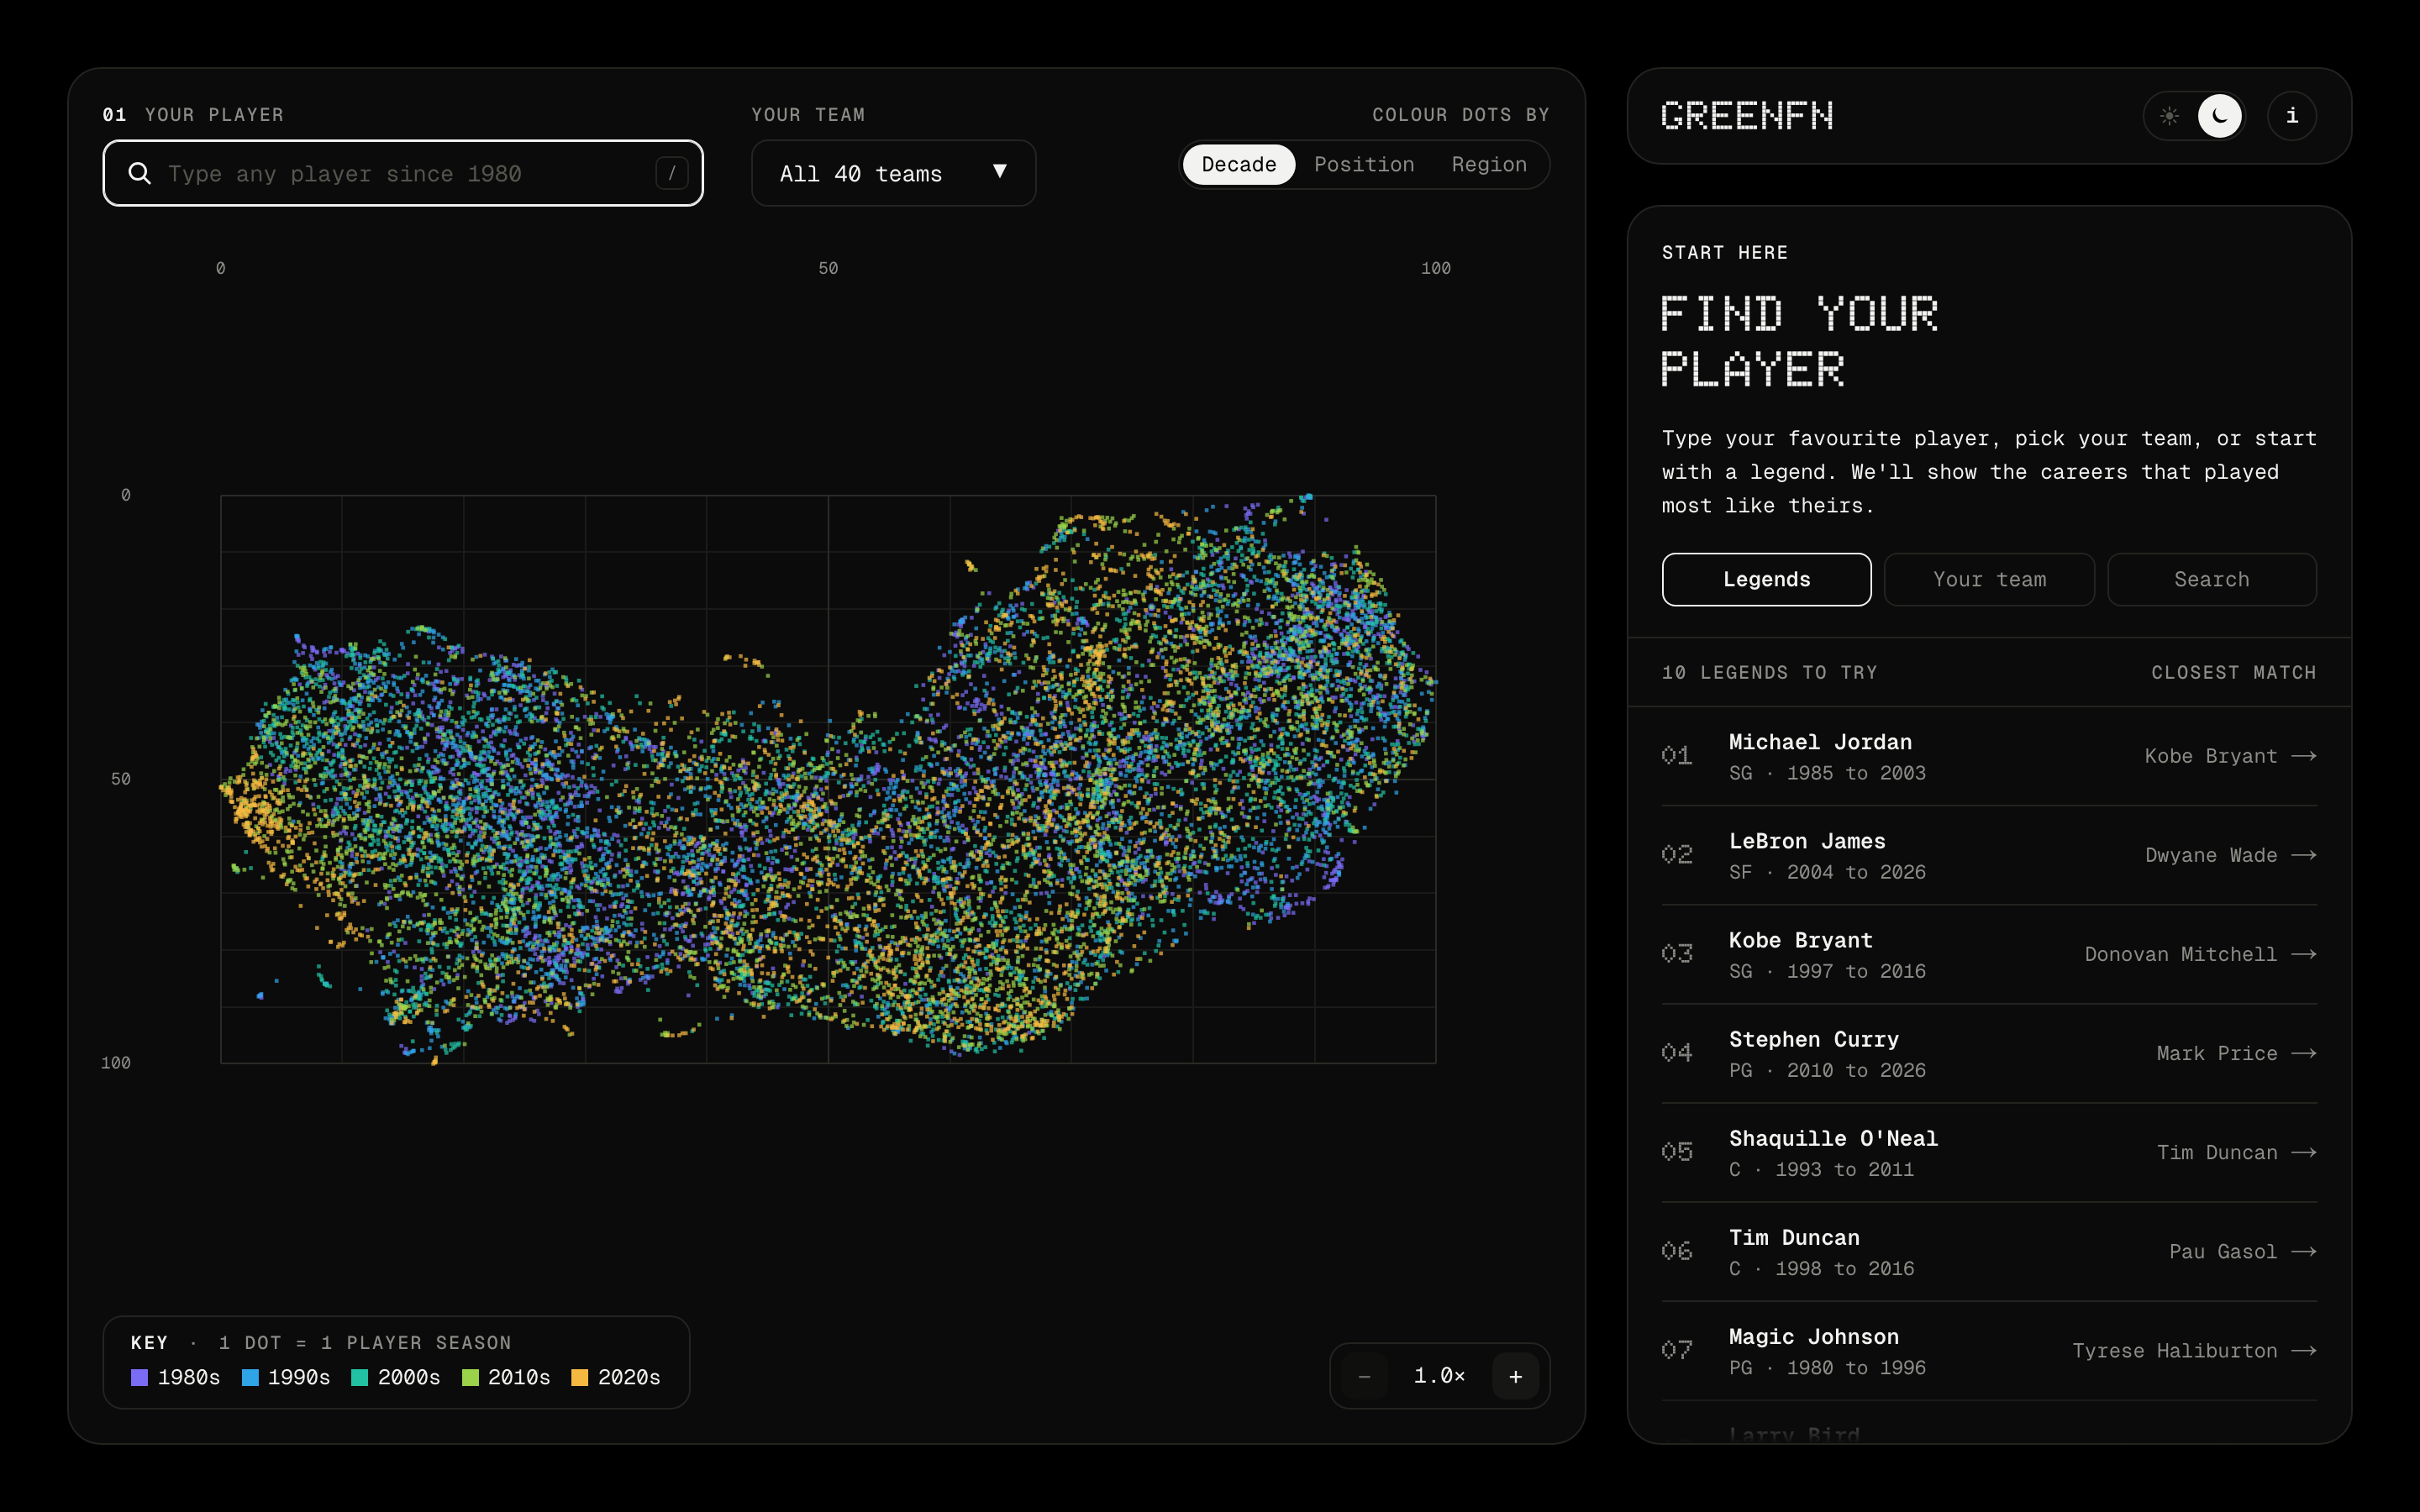 01 YOUR PLAYER
Type any player since 1980 /
YOUR TEAM
All 40 teams ▼
COLOUR DOTS BY
Decade Position Region
0 50 100
0
50
100
KEY · 1 DOT = 1 PLAYER SEASON
1980s 1990s 2000s 2010s 2020s
− 1.0× +
GREENFN
i
START HERE
FIND YOUR
PLAYER
Type your favourite player, pick your team, or start
with a legend. We'll show the careers that played
most like theirs.
Legends Your team Search
10 LEGENDS TO TRY CLOSEST MATCH
01 Michael Jordan Kobe Bryant →
SG · 1985 to 2003
02 LeBron James Dwyane Wade →
SF · 2004 to 2026
03 Kobe Bryant Donovan Mitchell →
SG · 1997 to 2016
04 Stephen Curry Mark Price →
PG · 2010 to 2026
05 Shaquille O'Neal Tim Duncan →
C · 1993 to 2011
06 Tim Duncan Pau Gasol →
C · 1998 to 2016
07 Magic Johnson Tyrese Haliburton →
PG · 1980 to 1996
Larry Bird